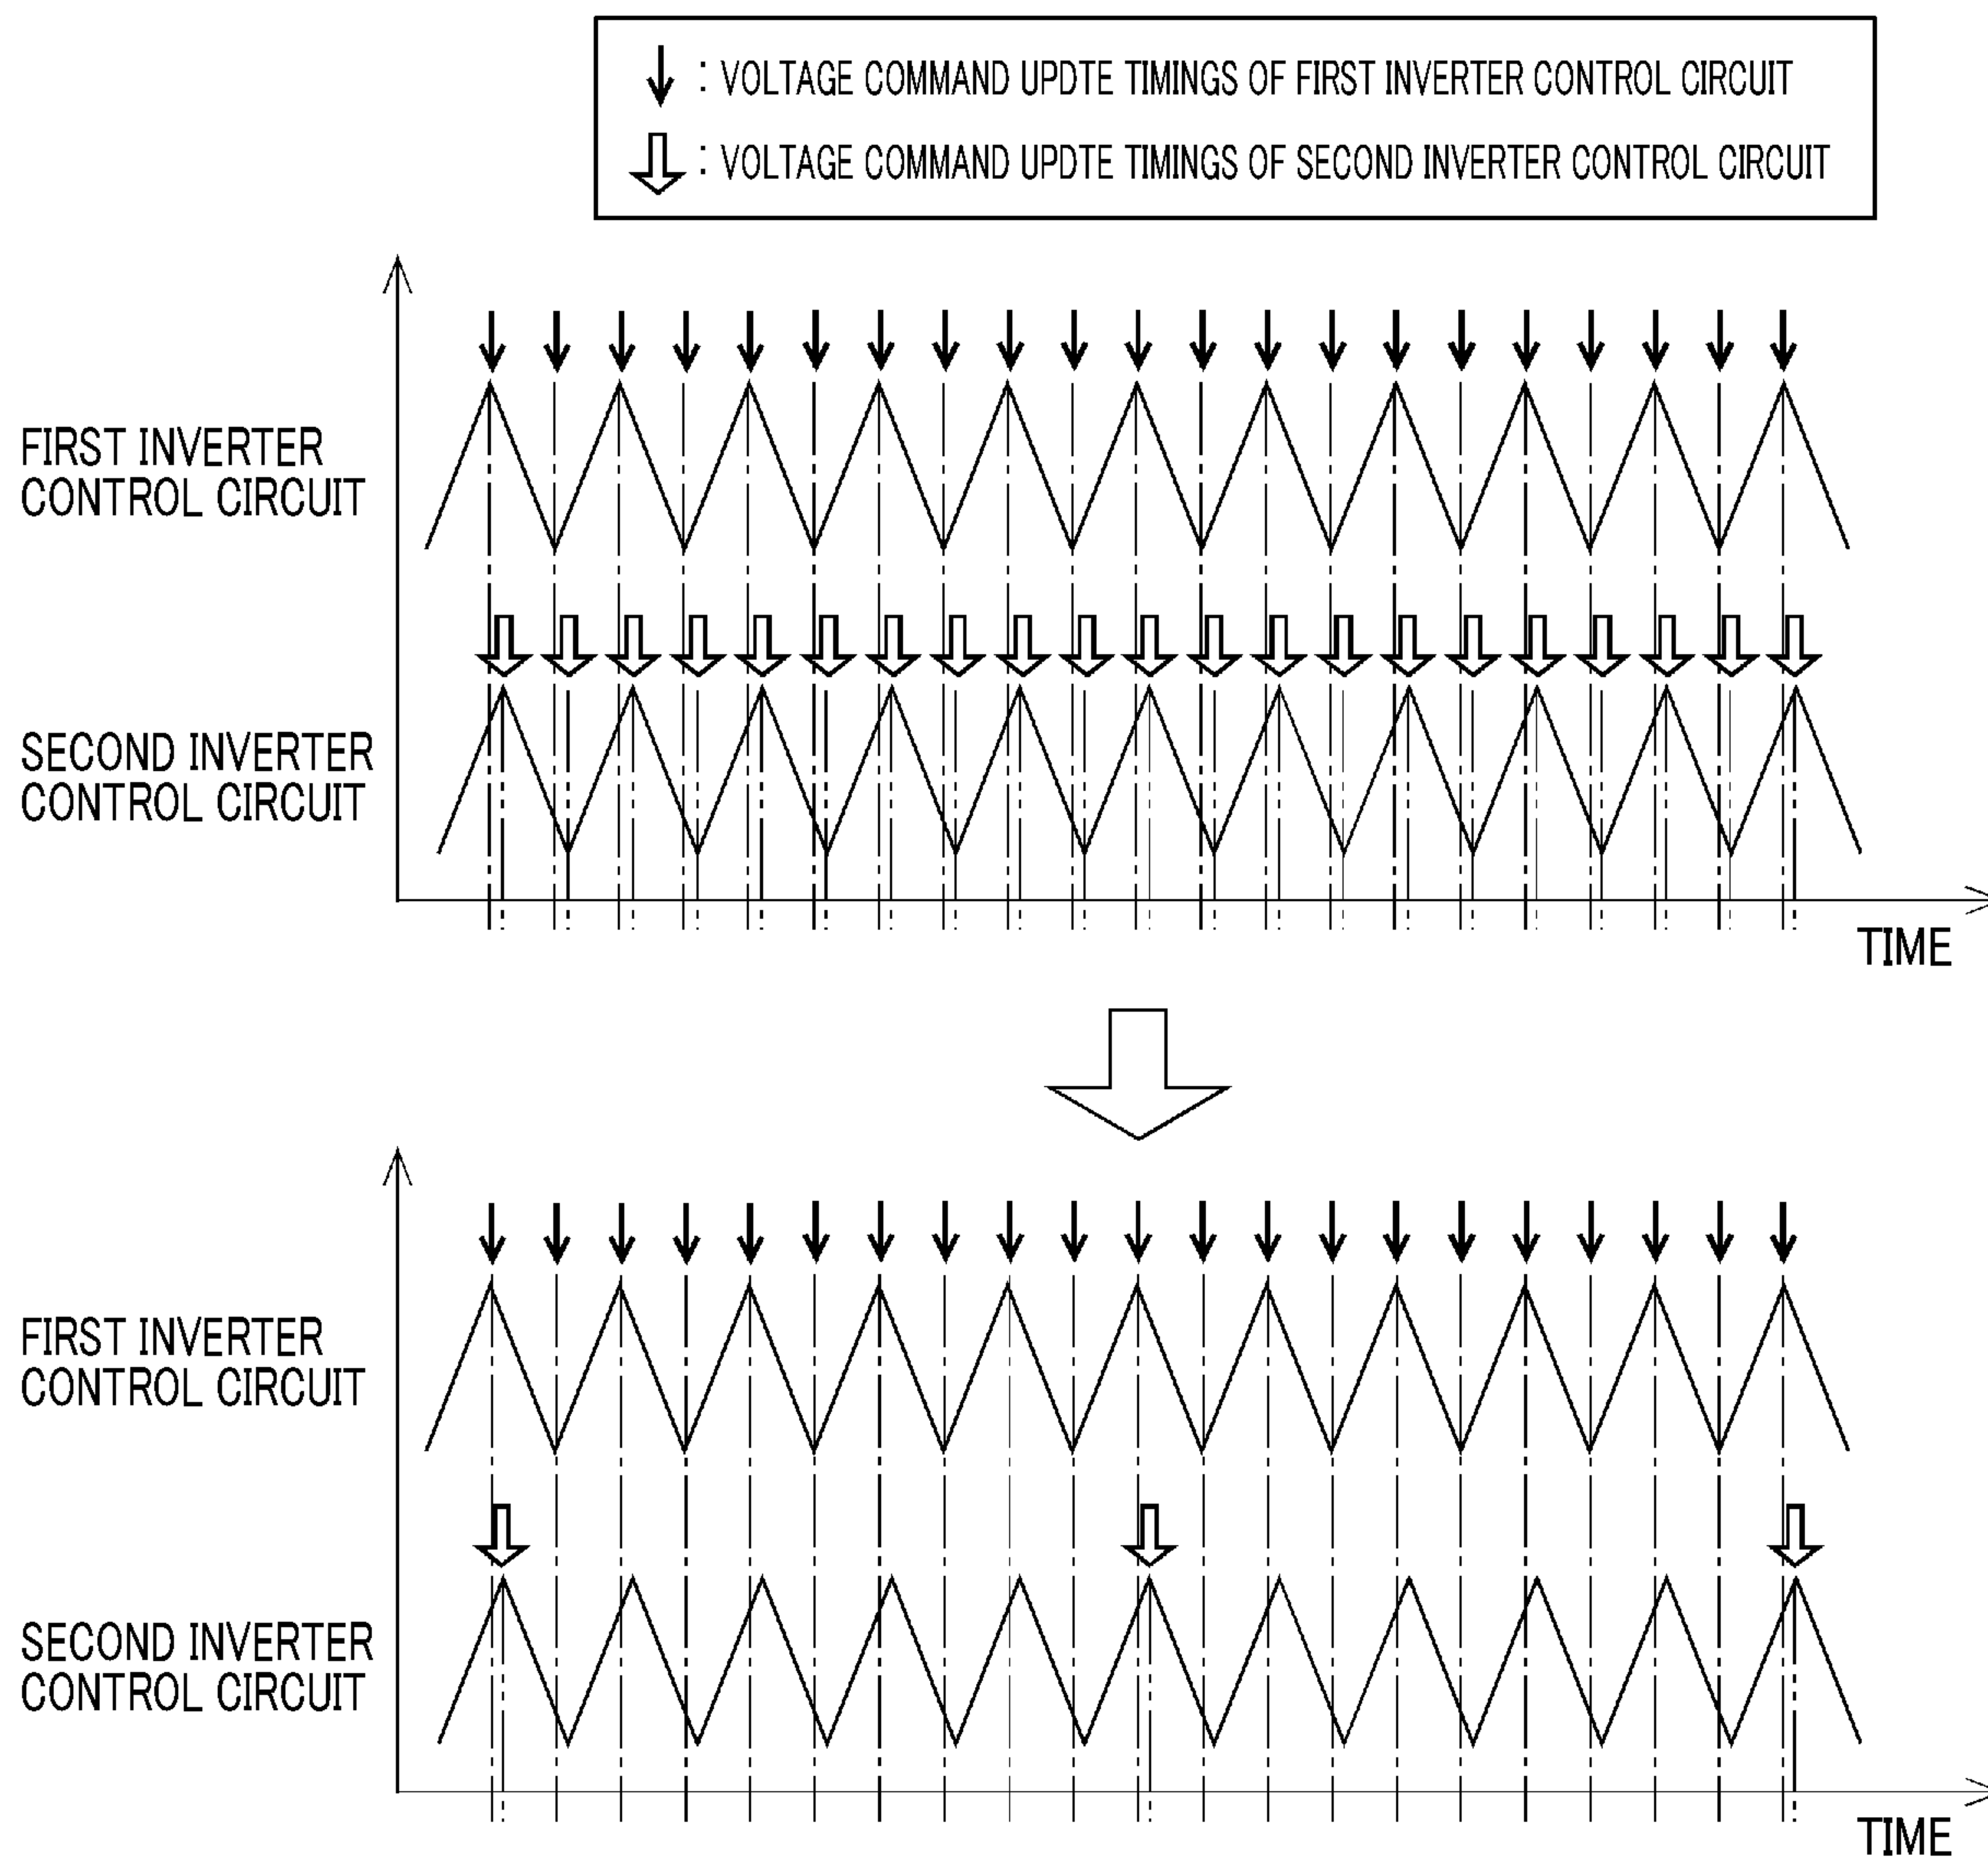 : VOLTAGE COMMAND UPDTE TIMINGS OF FIRST INVERTER CONTROL CIRCUIT
: VOLTAGE COMMAND UPDTE TIMINGS OF SECOND INVERTER CONTROL CIRCUIT
FIRST INVERTER
CONTROL CIRCUIT
SECOND INVERTER
CONTROL CIRCUIT
TIME
FIRST INVERTER
CONTROL CIRCUIT
SECOND INVERTER
CONTROL CIRCUIT
TIME